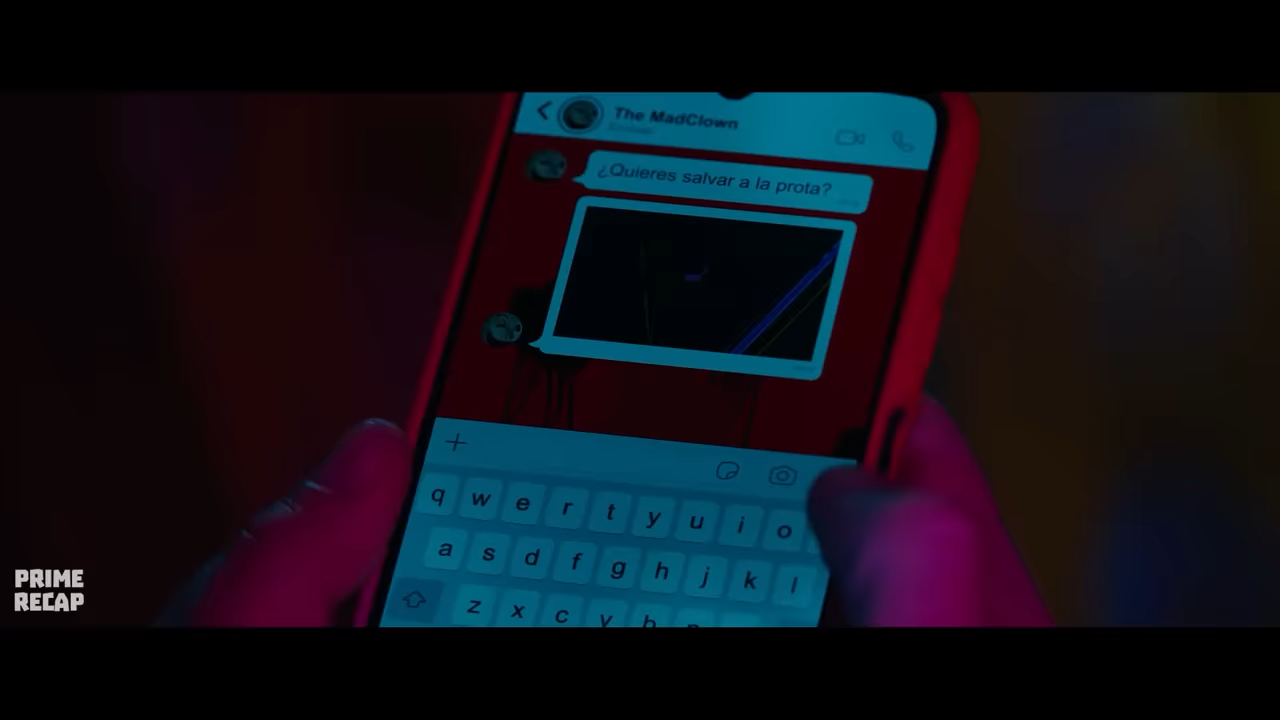 The MadClown
¿Quieres salvar a la prota?
q w e r t y u i o
a s d f g h j k l
z x c v b
PRIME
RECAP